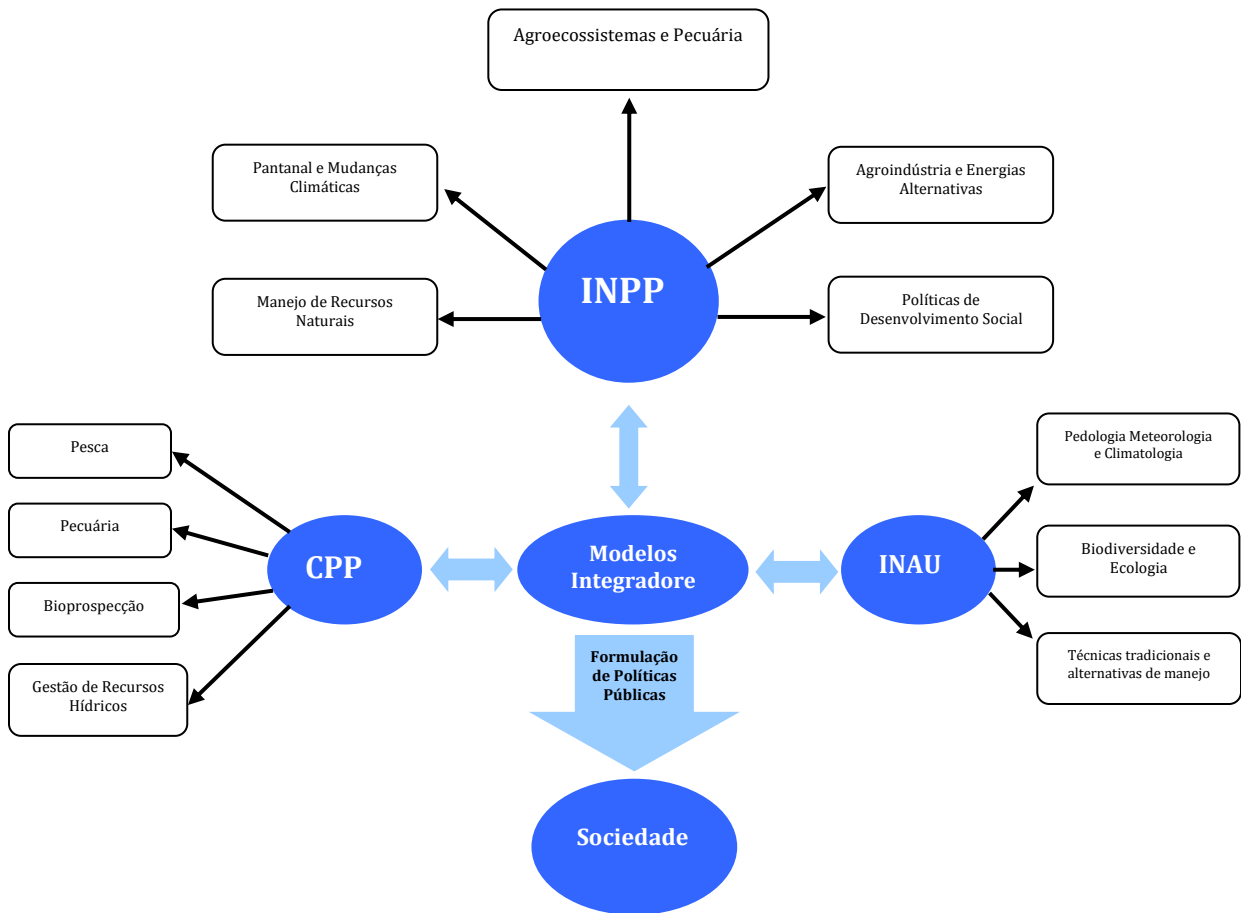 Agroecossistemas e Pecuária
Pantanal e Mudanças
Climáticas
Agroindústria e Energias
Alternativas
INPP
Manejo de Recursos
Naturais
Políticas de
Desenvolvimento Social
Pesca
Pecuária
Bioprospecção
Gestão de Recursos
Hídricos
CPP
Modelos
Integradore
INAU
Pedologia Meteorologia
e Climatologia
Biodiversidade e
Ecologia
Técnicas tradicionais e
alternativas de manejo
Formulação
de Políticas
Públicas
Sociedade